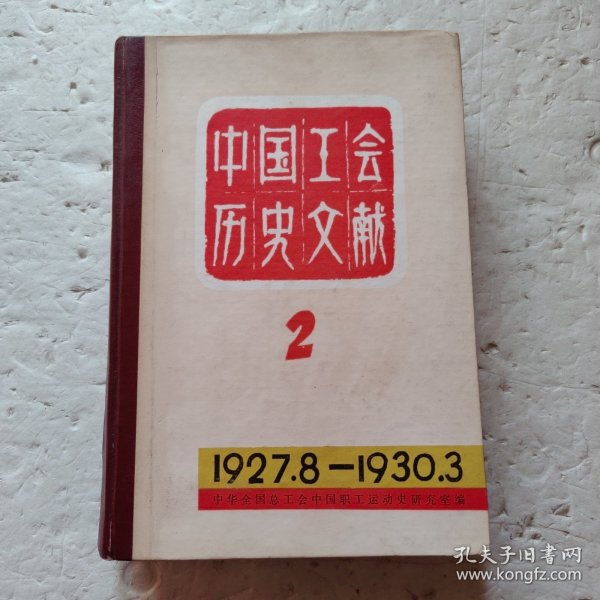 中国工会
历史文献
2
1927.8—1930.3
中华全国总工会中国职工运动史研究室编
孔夫子旧书网
www.kongfz.com